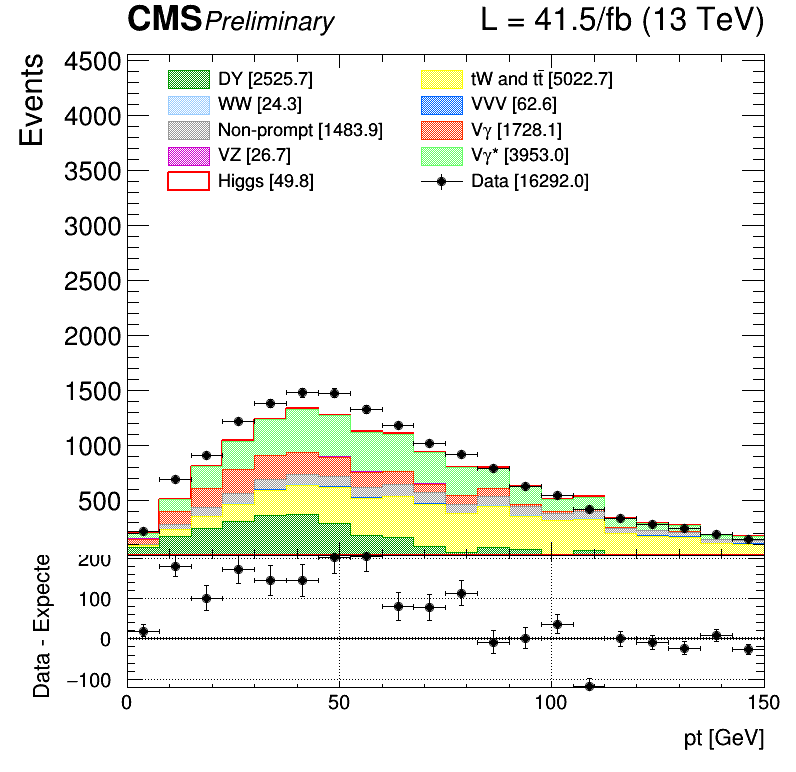 CMS Preliminary L = 41.5/fb (13 TeV)
Events
4500
4000
3500
3000
2500
2000
1500
1000
500
DY [2525.7]
WW [24.3]
Non-prompt [1483.9]
VZ [26.7]
Higgs [49.8]
tW and tt̄ [5022.7]
VVV [62.6]
Vγ [1728.1]
Vγ* [3953.0]
Data [16292.0]
Data - Expecte
200
100
0
−100
0 50 100 150
pt [GeV]